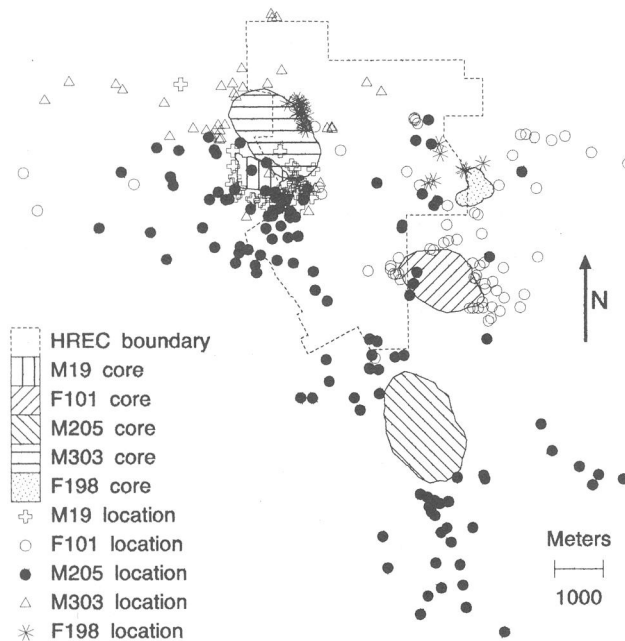 N
HREC boundary
M19 core
F101 core
M205 core
M303 core
F198 core
M19 location
F101 location
M205 location
M303 location
F198 location
Meters
1000